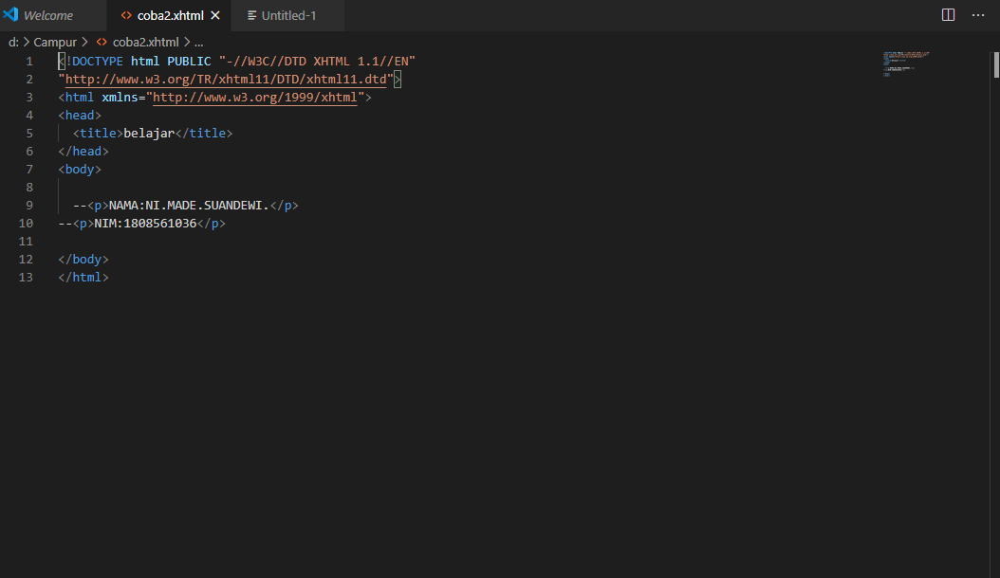 Welcome
coba2.xhtml
Untitled-1
d: > Campur > coba2.xhtml > ...
1 <!DOCTYPE html PUBLIC "-//W3C//DTD XHTML 1.1//EN"
2 "http://www.w3.org/TR/xhtml11/DTD/xhtml11.dtd">
3 <html xmlns="http://www.w3.org/1999/xhtml">
4 <head>
5   <title>belajar</title>
6 </head>
7 <body>
8
9   --<p>NAMA:NI.MADE.SUANDEWI.</p>
10 --<p>NIM:1808561036</p>
11
12 </body>
13 </html>